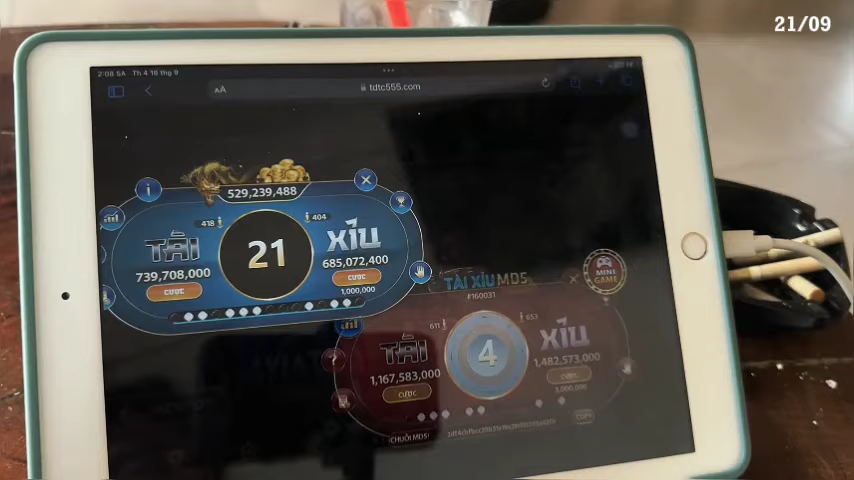 21/09
2:08 SA Th 4 18 thg 9
AA
tdtc555.com
529,239,488
418
404
TÀI
21
XỈU
739,708,000
685,072,400
CƯỢC
CƯỢC
1,000,000
TÀI XỈU MD5
#160031
MINI GAME
611
653
TÀI
4
XỈU
1,167,583,000
1,482,573,000
CƯỢC
CƯỢC
3,000,000
CHUỖI MD5:
COPY